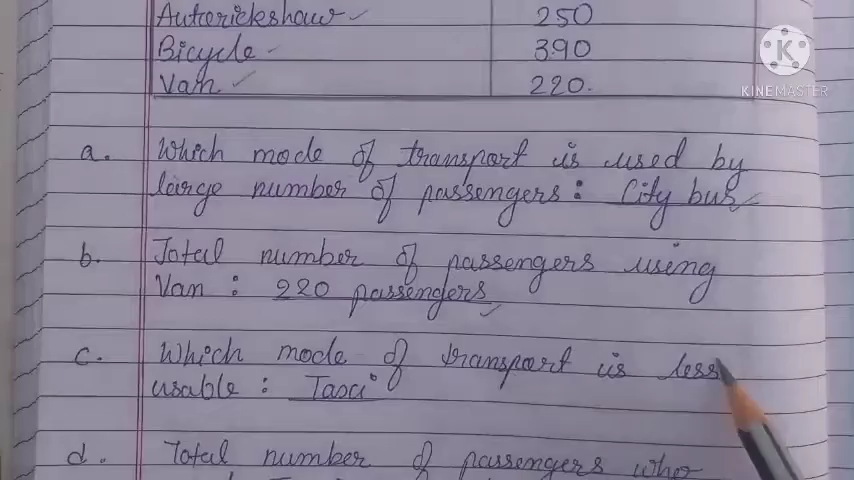 Autorickshaw 250
Bicycle 390
Van 220.
K
KINEMASTER
a. Which mode of transport is used by
large number of passengers : City bus
b. Total number of passengers using
Van : 220 passengers
c. Which mode of transport is less
usable : Taxi
d. Total number of passengers who